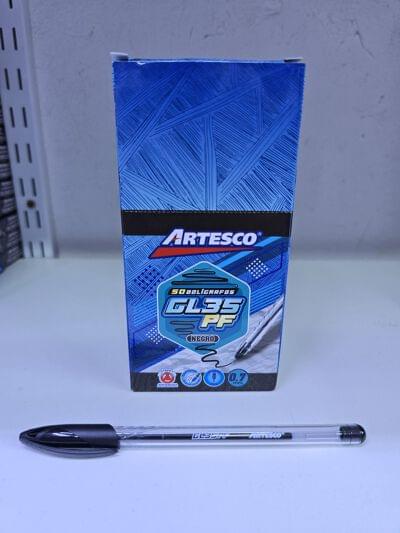 ARTESCO
50 BOLÍGRAFOS
GL35
PF
NEGRO
0.7
GL35PF ARTESCO